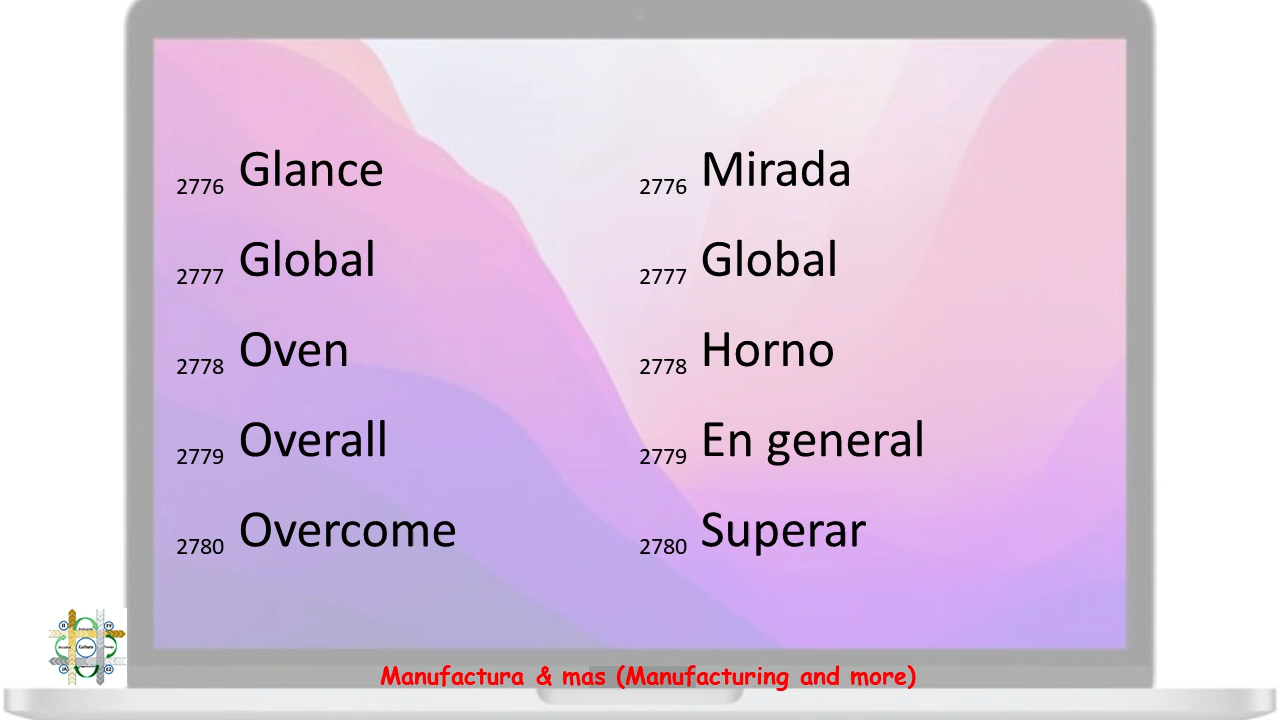 2776 Glance 2776 Mirada
2777 Global 2777 Global
2778 Oven 2778 Horno
2779 Overall 2779 En general
2780 Overcome 2780 Superar
Cultura
Manufactura & mas (Manufacturing and more)